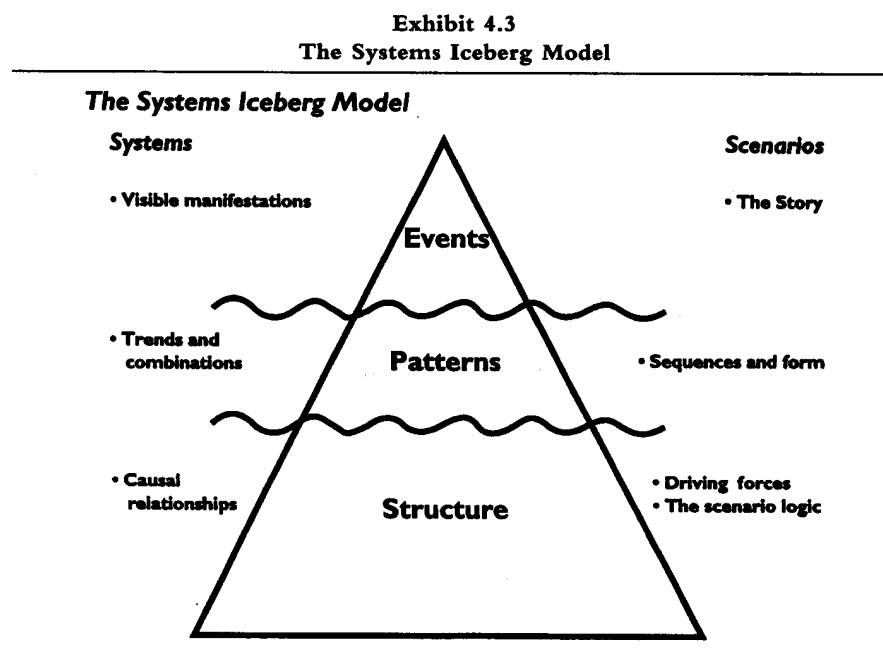 Exhibit 4.3
The Systems Iceberg Model
The Systems Iceberg Model
Systems
Scenarios
• Visible manifestations
• The Story
Events
• Trends and
combinations
Patterns
• Sequences and form
• Causal
relationships
Structure
• Driving forces
• The scenario logic